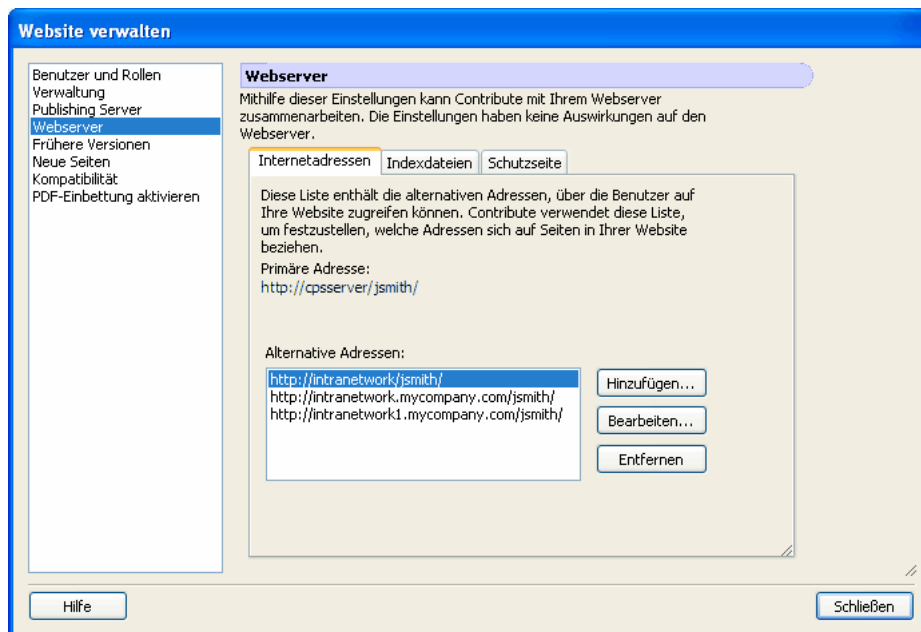 Website verwalten
Benutzer und Rollen
Verwaltung
Publishing Server
Webserver
Frühere Versionen
Neue Seiten
Kompatibilität
PDF-Einbettung aktivieren
Webserver
Mithilfe dieser Einstellungen kann Contribute mit Ihrem Webserver
zusammenarbeiten. Die Einstellungen haben keine Auswirkungen auf den
Webserver.
Internetadressen Indexdateien Schutzseite
Diese Liste enthält die alternativen Adressen, über die Benutzer auf
Ihre Website zugreifen können. Contribute verwendet diese Liste,
um festzustellen, welche Adressen sich auf Seiten in Ihrer Website
beziehen.
Primäre Adresse:
http://cpsserver/jsmith/
Alternative Adressen:
http://intranetwork/jsmith/
http://intranetwork.mycompany.com/jsmith/
http://intranetwork1.mycompany.com/jsmith/
Hinzufügen...
Bearbeiten...
Entfernen
Hilfe
Schließen